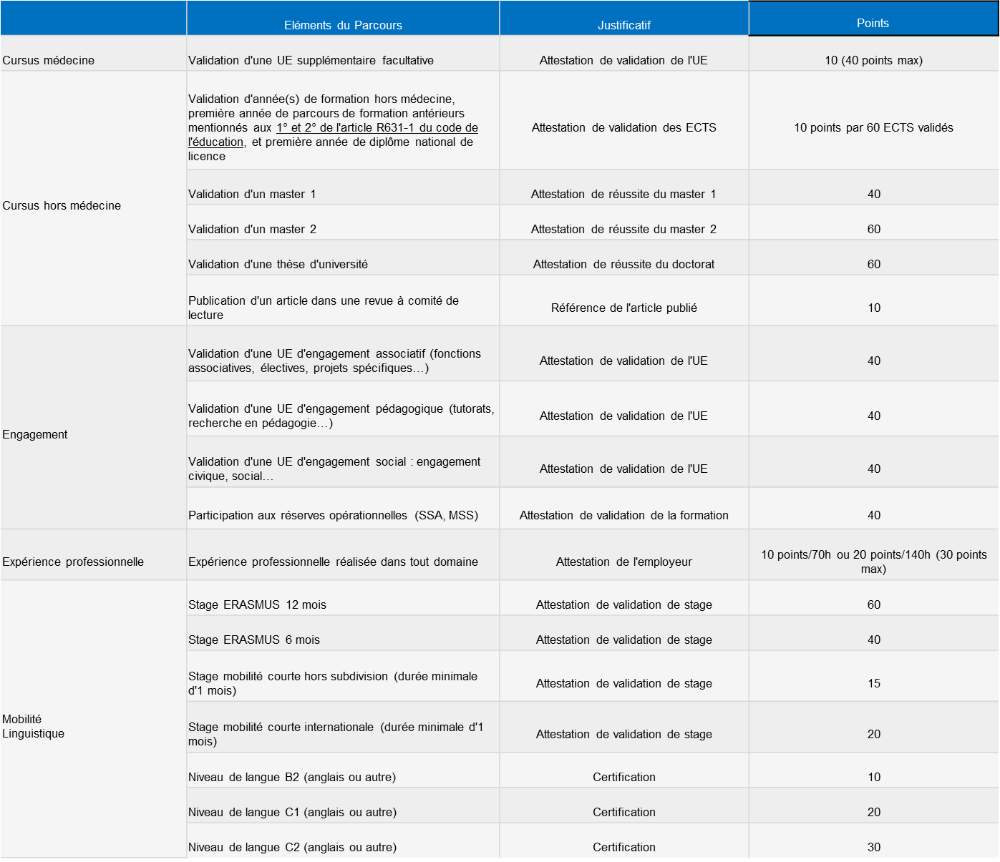 Eléments du Parcours
Justificatif
Points
Cursus médecine
Validation d'une UE supplémentaire facultative
Attestation de validation de l'UE
10 (40 points max)
Cursus hors médecine
Validation d'année(s) de formation hors médecine,
première année de parcours de formation antérieurs
mentionnés aux 1° et 2° de l'article R631-1 du code de
l'éducation, et première année de diplôme national de
licence
Attestation de validation des ECTS
10 points par 60 ECTS validés
Validation d'un master 1
Attestation de réussite du master 1
40
Validation d'un master 2
Attestation de réussite du master 2
60
Validation d'une thèse d'université
Attestation de réussite du doctorat
60
Publication d'un article dans une revue à comité de
lecture
Référence de l'article publié
10
Engagement
Validation d'une UE d'engagement associatif (fonctions
associatives, électives, projets spécifiques…)
Attestation de validation de l'UE
40
Validation d'une UE d'engagement pédagogique (tutorats,
recherche en pédagogie…)
Attestation de validation de l'UE
40
Validation d'une UE d'engagement social : engagement
civique, social…
Attestation de validation de l'UE
40
Participation aux réserves opérationnelles (SSA, MSS)
Attestation de validation de la formation
40
Expérience professionnelle
Expérience professionnelle réalisée dans tout domaine
Attestation de l'employeur
10 points/70h ou 20 points/140h (30 points
max)
Mobilité
Linguistique
Stage ERASMUS 12 mois
Attestation de validation de stage
60
Stage ERASMUS 6 mois
Attestation de validation de stage
40
Stage mobilité courte hors subdivision (durée minimale
d'1 mois)
Attestation de validation de stage
15
Stage mobilité courte internationale (durée minimale d'1
mois)
Attestation de validation de stage
20
Niveau de langue B2 (anglais ou autre)
Certification
10
Niveau de langue C1 (anglais ou autre)
Certification
20
Niveau de langue C2 (anglais ou autre)
Certification
30